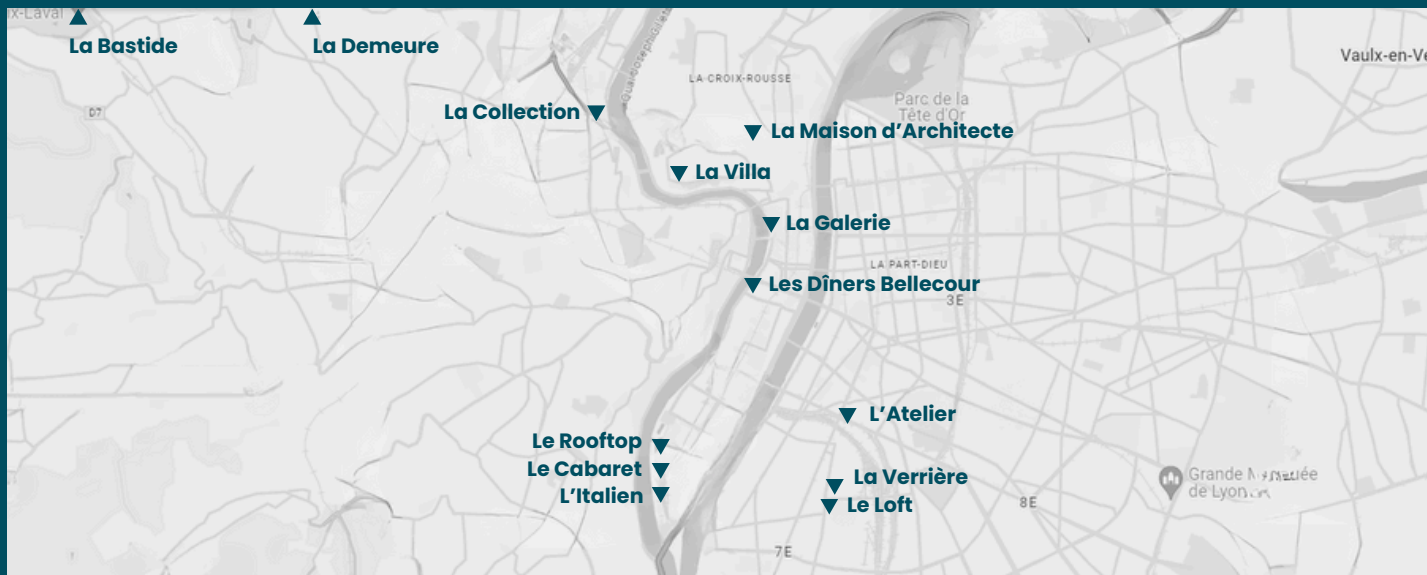 x-Laval
La Bastide
La Demeure
Vaulx-en-Ve
LA CROIX-ROUSSE
D7
Parc de la
Tête d'Or
La Collection
La Maison d'Architecte
La Villa
La Galerie
LA PART-DIEU
Les Dîners Bellecour
3E
L'Atelier
Le Rooftop
Le Cabaret
L'Italien
La Verrière
Le Loft
Grande
de Lyon
8E
7E